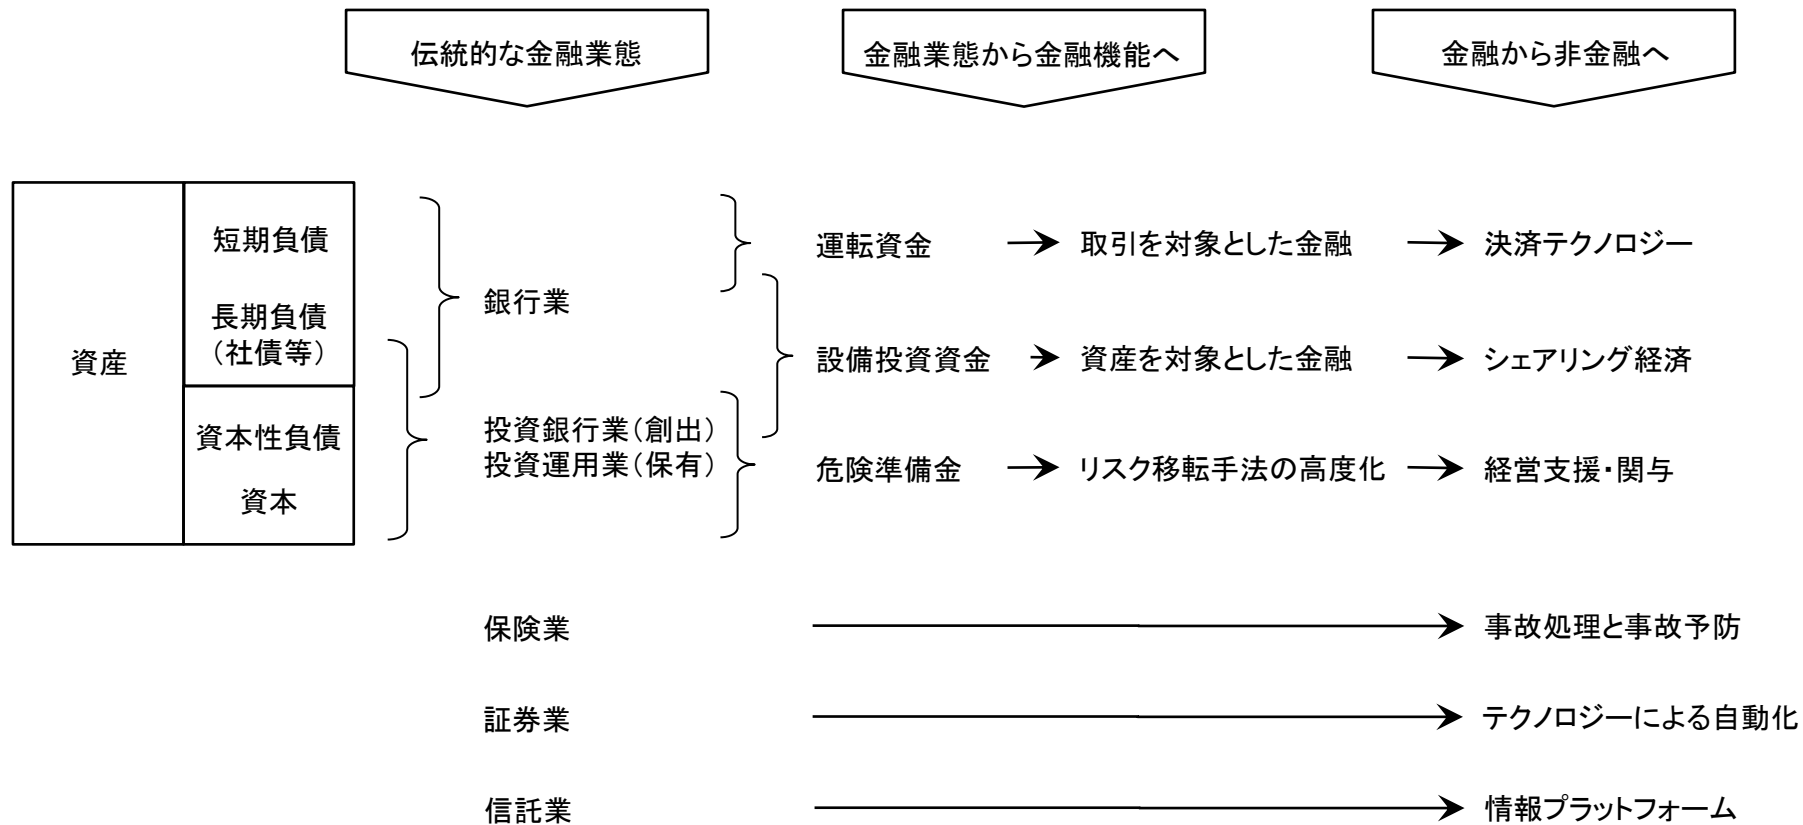 伝統的な金融業態
金融業態から金融機能へ
金融から非金融へ
資産
短期負債
長期負債
（社債等）
資本性負債
資本
銀行業
投資銀行業（創出）
投資運用業（保有）
運転資金
取引を対象とした金融
決済テクノロジー
設備投資資金
資産を対象とした金融
シェアリング経済
危険準備金
リスク移転手法の高度化
経営支援・関与
保険業
事故処理と事故予防
証券業
テクノロジーによる自動化
信託業
情報プラットフォーム